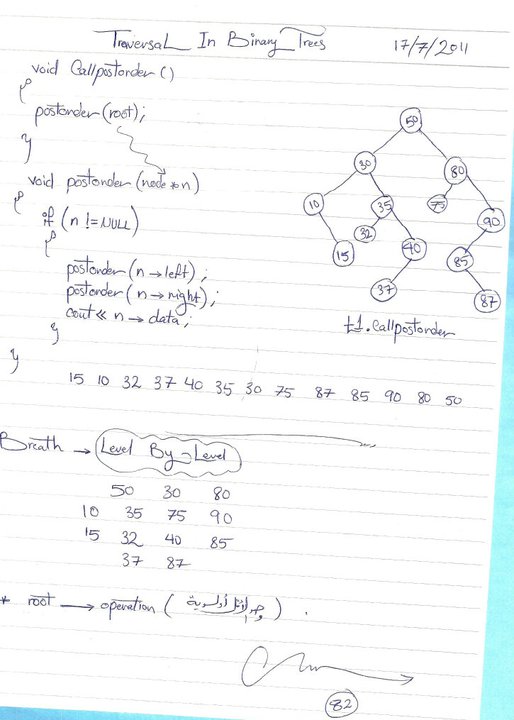 Traversal In Binary Trees 17/7/2011
void Callpostorder ()
{
postorder (root);
}
void postorder (node *n)
{
if (n != NULL)
{
postorder (n → left);
postorder (n → right);
cout << n → data;
}
}
50
30 80
10 35 75 90
15 32 40 85
37 87
t1.callpostorder
15 10 32 37 40 35 30 75 87 85 90 80 50
Breath → Level By-Level
50 30 80
10 35 75 90
15 32 40 85
37 87
* root → operation ( أولوية ) .
82